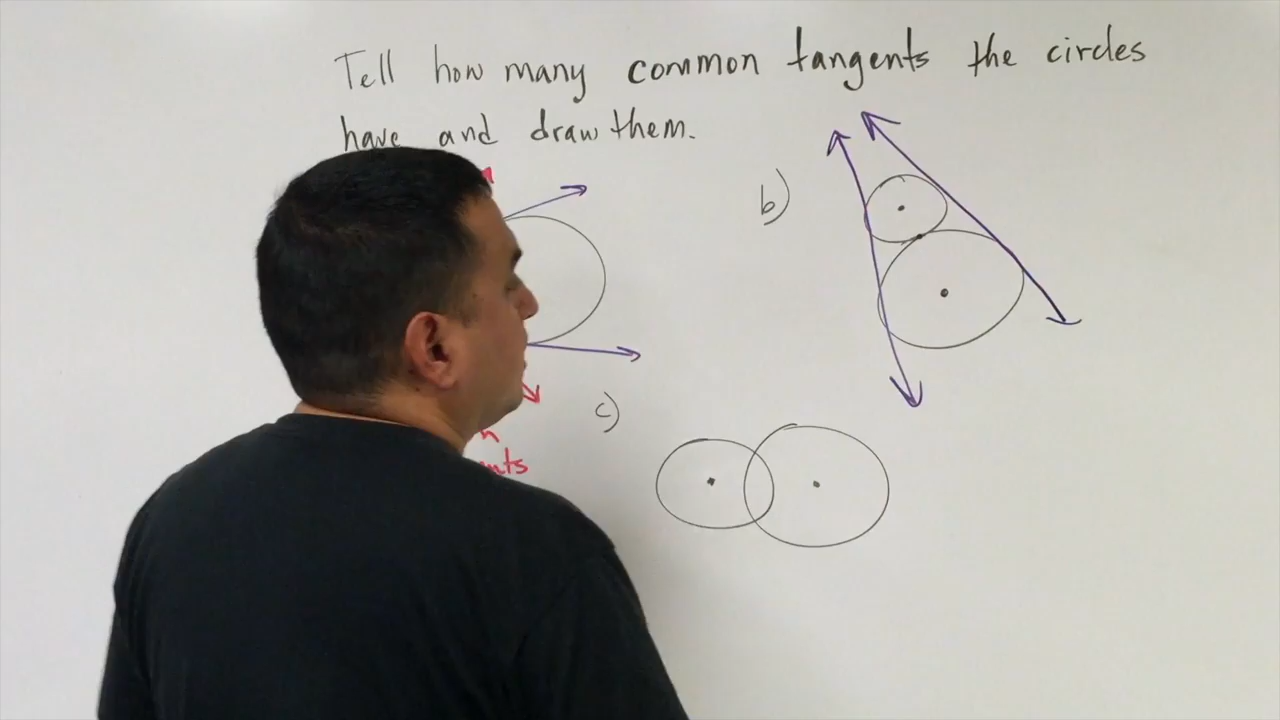 Tell how many common tangents the circles
have and draw them.
b)
c)